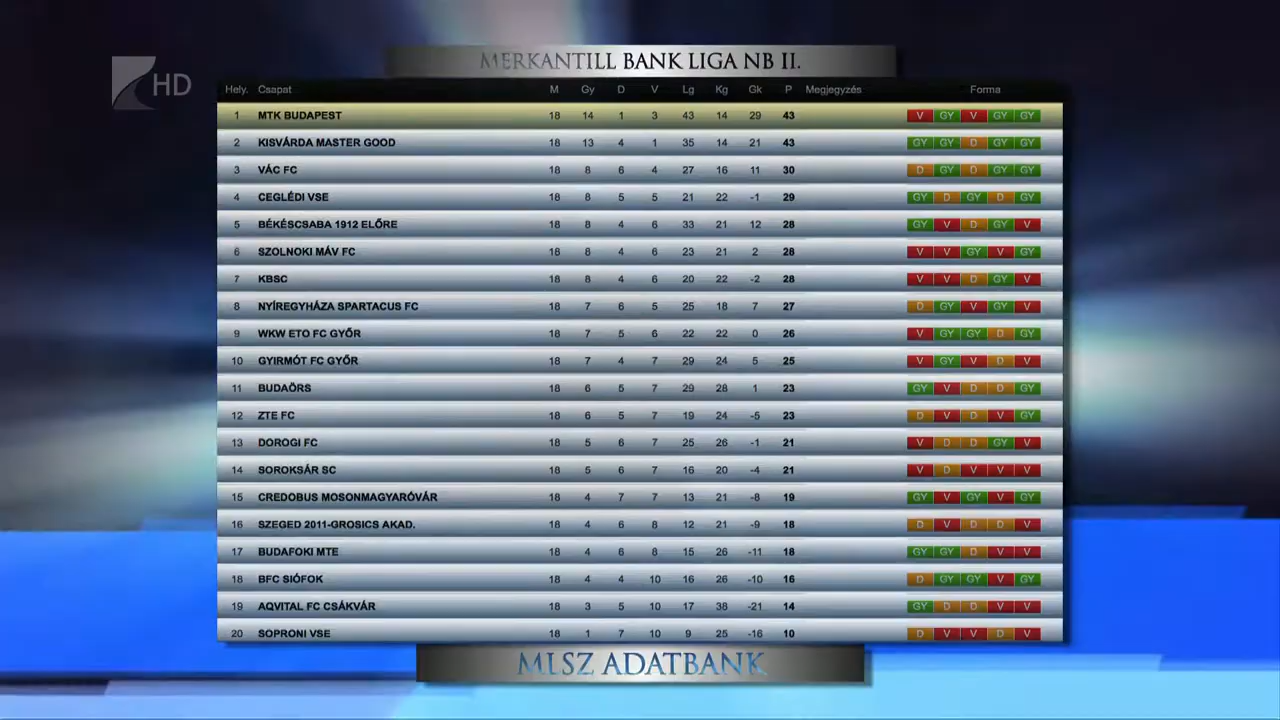 MERKANTILL BANK LIGA NB II.
HD
Hely. Csapat M Gy D V Lg Kg Gk P Megjegyzés Forma
1 MTK BUDAPEST 18 14 1 3 43 14 29 43 V GY V GY GY
2 KISVÁRDA MASTER GOOD 18 13 4 1 35 14 21 43 GY GY D GY GY
3 VÁC FC 18 8 6 4 27 16 11 30 D GY D GY GY
4 CEGLÉDI VSE 18 8 5 5 21 22 -1 29 GY D GY D GY
5 BÉKÉSCSABA 1912 ELŐRE 18 8 4 6 33 21 12 28 GY V D GY V
6 SZOLNOKI MÁV FC 18 8 4 6 23 21 2 28 V V GY V GY
7 KBSC 18 8 4 6 20 22 -2 28 V V D GY V
8 NYÍREGYHÁZA SPARTACUS FC 18 7 6 5 25 18 7 27 D GY V GY V
9 WKW ETO FC GYŐR 18 7 5 6 22 22 0 26 V GY GY D GY
10 GYIRMÓT FC GYŐR 18 7 4 7 29 24 5 25 V GY V D V
11 BUDAÖRS 18 6 5 7 29 28 1 23 GY V D D GY
12 ZTE FC 18 6 5 7 19 24 -5 23 D V D V GY
13 DOROGI FC 18 5 6 7 25 26 -1 21 V D D GY V
14 SOROKSÁR SC 18 5 6 7 16 20 -4 21 V D V V V
15 CREDOBUS MOSONMAGYARÓVÁR 18 4 7 7 13 21 -8 19 GY V GY V GY
16 SZEGED 2011-GROSICS AKAD. 18 4 6 8 12 21 -9 18 D V D D V
17 BUDAFOKI MTE 18 4 6 8 15 26 -11 18 GY GY D V V
18 BFC SIÓFOK 18 4 4 10 16 26 -10 16 D GY GY V GY
19 AQVITAL FC CSÁKVÁR 18 3 5 10 17 38 -21 14 GY D D V V
20 SOPRONI VSE 18 1 7 10 9 25 -16 10 D V V D V
MLSZ ADATBANK